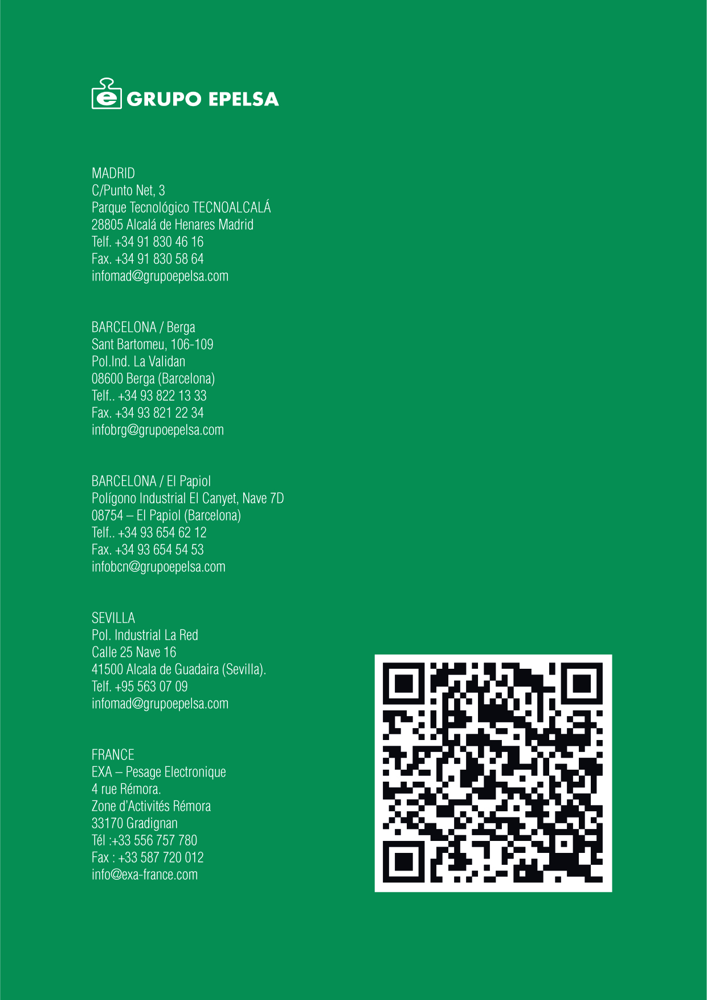 e GRUPO EPELSA
MADRID
C/Punto Net, 3
Parque Tecnológico TECNOALCALÁ
28805 Alcalá de Henares Madrid
Telf. +34 91 830 46 16
Fax. +34 91 830 58 64
infomad@grupoepelsa.com
BARCELONA / Berga
Sant Bartomeu, 106-109
Pol.Ind. La Validan
08600 Berga (Barcelona)
Telf.. +34 93 822 13 33
Fax. +34 93 821 22 34
infobrg@grupoepelsa.com
BARCELONA / El Papiol
Polígono Industrial El Canyet, Nave 7D
08754 – El Papiol (Barcelona)
Telf.. +34 93 654 62 12
Fax. +34 93 654 54 53
infobcn@grupoepelsa.com
SEVILLA
Pol. Industrial La Red
Calle 25 Nave 16
41500 Alcala de Guadaira (Sevilla).
Telf. +95 563 07 09
infomad@grupoepelsa.com
FRANCE
EXA – Pesage Electronique
4 rue Rémora.
Zone d’Activités Rémora
33170 Gradignan
Tél :+33 556 757 780
Fax : +33 587 720 012
info@exa-france.com